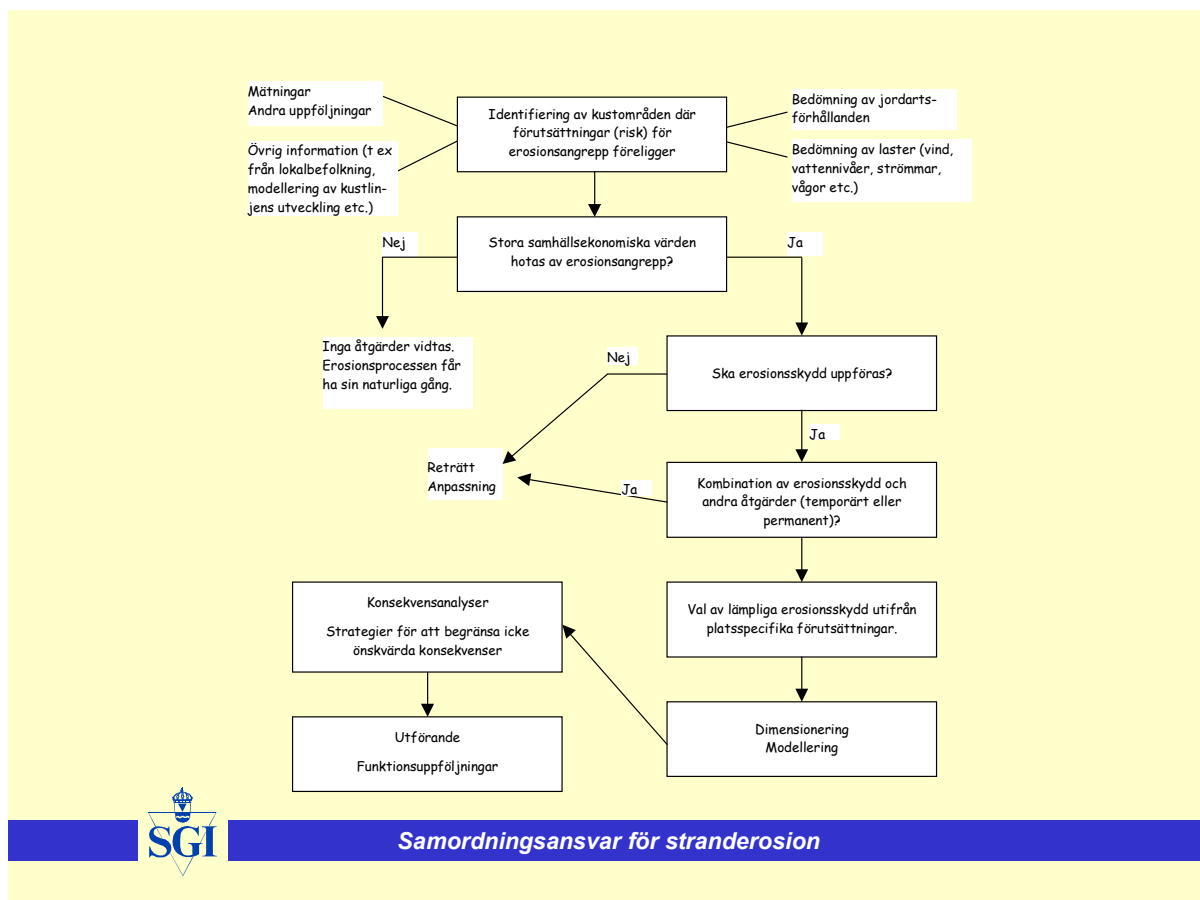 Mätningar
Andra uppföljningar
Övrig information (t ex
från lokalbefolkning,
modellering av kustlin-
jens utveckling etc.)
Identifiering av kustområden där
förutsättningar (risk) för
erosionsangrepp föreligger
Bedömning av jordarts-
förhållanden
Bedömning av laster (vind,
vattennivåer, strömmar,
vågor etc.)
Nej
Stora samhällsekonomiska värden
hotas av erosionsangrepp?
Ja
Inga åtgärder vidtas.
Erosionsprocessen får
ha sin naturliga gång.
Nej
Ska erosionsskydd uppföras?
Ja
Reträtt
Anpassning
Ja
Kombination av erosionsskydd och
andra åtgärder (temporärt eller
permanent)?
Val av lämpliga erosionsskydd utifrån
platsspecifika förutsättningar.
Dimensionering
Modellering
Konsekvensanalyser
Strategier för att begränsa icke
önskvärda konsekvenser
Utförande
Funktionsuppföljningar
SGI
Samordningsansvar för stranderosion